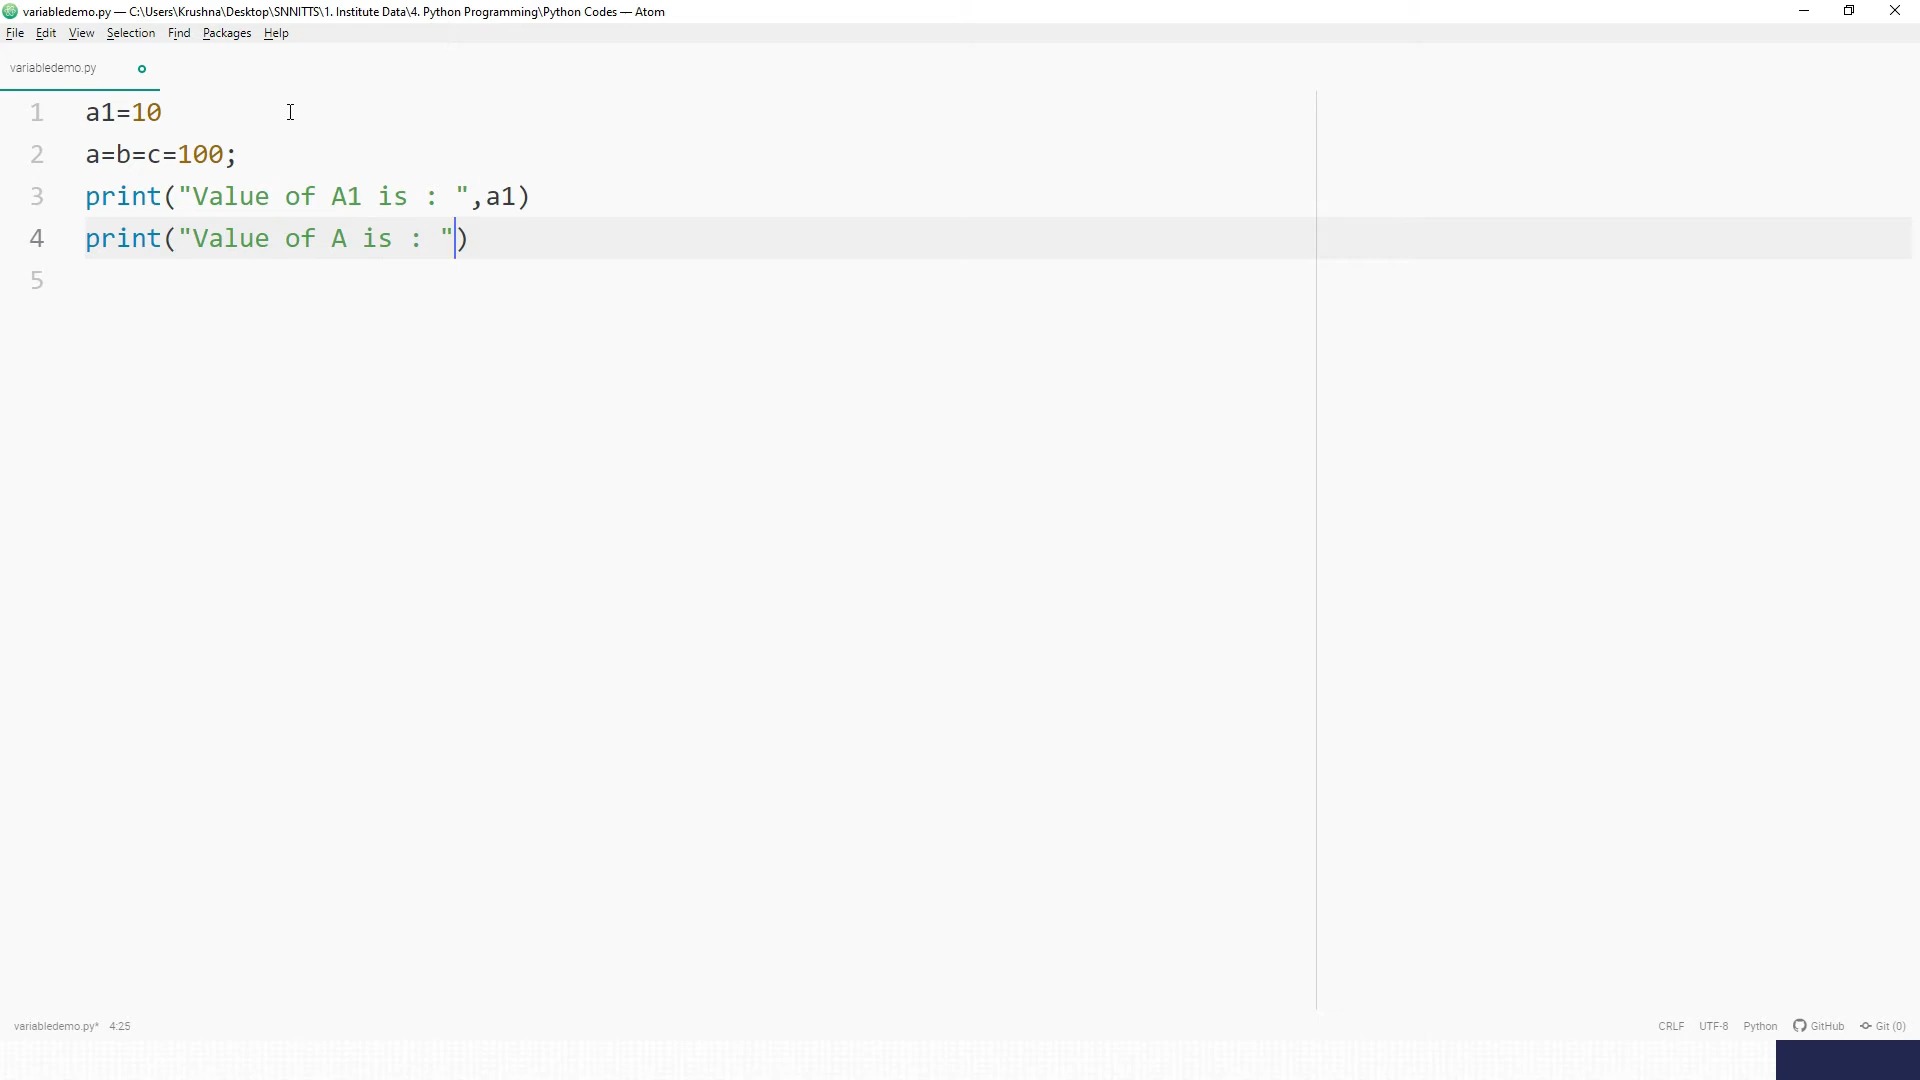 variabledemo.py — C:\Users\Krushna\Desktop\SNNITTS\1. Institute Data\4. Python Programming\Python Codes — Atom
File Edit View Selection Find Packages Help
variabledemo.py
1 a1=10
2 a=b=c=100;
3 print("Value of A1 is : ",a1)
4 print("Value of A is : ")
5
variabledemo.py* 4:25 CRLF UTF-8 Python GitHub Git (0)